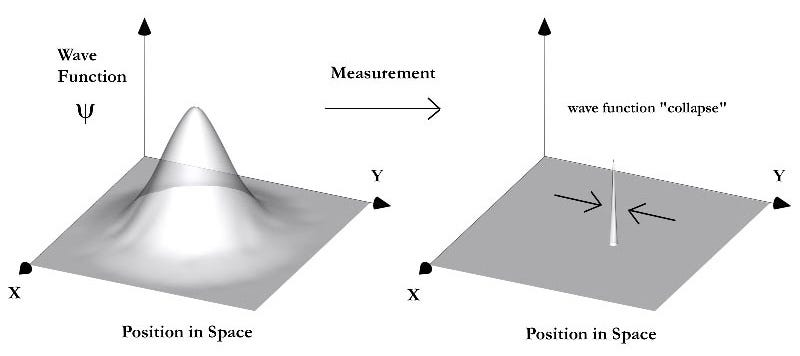 Wave
Function
Ψ
Measurement
wave function "collapse"
Y
X
Position in Space
Y
X
Position in Space